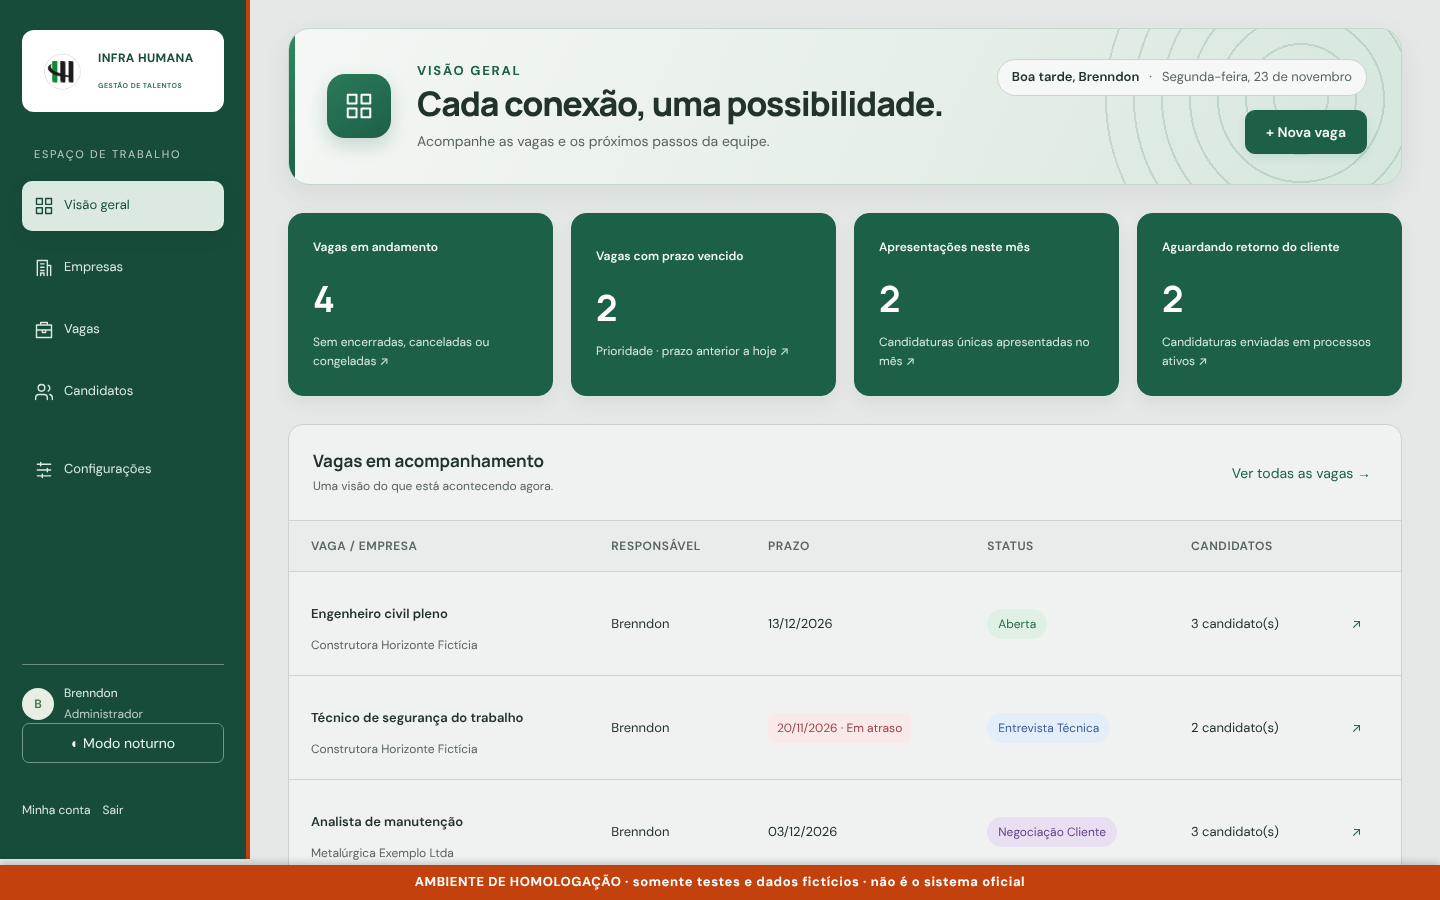 INFRA HUMANA
GESTÃO DE TALENTOS
ESPAÇO DE TRABALHO
Visão geral
Empresas
Vagas
Candidatos
Configurações
B
Brenndon
Administrador
Modo noturno
Minha conta Sair
VISÃO GERAL
Cada conexão, uma possibilidade.
Acompanhe as vagas e os próximos passos da equipe.
Boa tarde, Brenndon · Segunda-feira, 23 de novembro
+ Nova vaga
Vagas em andamento
4
Sem encerradas, canceladas ou
congeladas ↗
Vagas com prazo vencido
2
Prioridade · prazo anterior a hoje ↗
Apresentações neste mês
2
Candidaturas únicas apresentadas no
mês ↗
Aguardando retorno do cliente
2
Candidaturas enviadas em processos
ativos ↗
Vagas em acompanhamento
Uma visão do que está acontecendo agora.
Ver todas as vagas →
VAGA / EMPRESA RESPONSÁVEL PRAZO STATUS CANDIDATOS
Engenheiro civil pleno
Construtora Horizonte Fictícia
Brenndon 13/12/2026 Aberta 3 candidato(s) ↗
Técnico de segurança do trabalho
Construtora Horizonte Fictícia
Brenndon 20/11/2026 · Em atraso Entrevista Técnica 2 candidato(s) ↗
Analista de manutenção
Metalúrgica Exemplo Ltda
Brenndon 03/12/2026 Negociação Cliente 3 candidato(s) ↗
AMBIENTE DE HOMOLOGAÇÃO · somente testes e dados fictícios · não é o sistema oficial